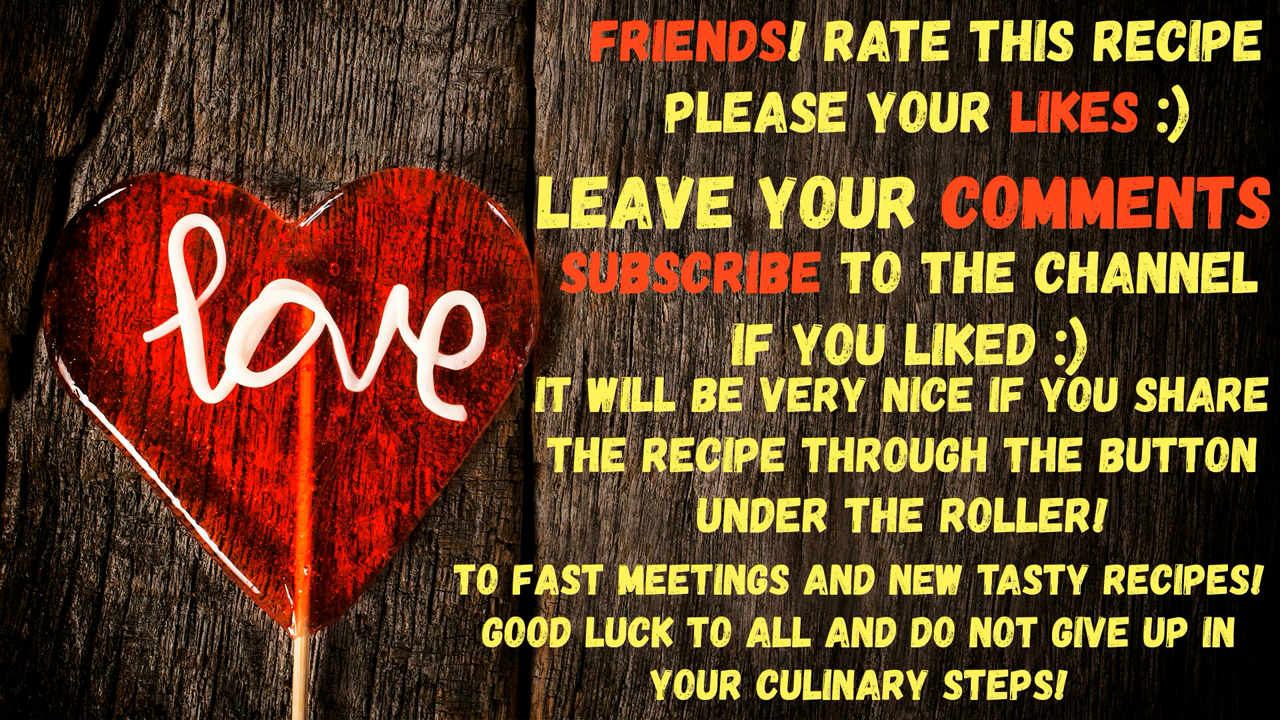 love
FRIENDS! RATE THIS RECIPE
PLEASE YOUR LIKES :)
LEAVE YOUR COMMENTS
SUBSCRIBE TO THE CHANNEL
IF YOU LIKED :)
IT WILL BE VERY NICE IF YOU SHARE
THE RECIPE THROUGH THE BUTTON
UNDER THE ROLLER!
TO FAST MEETINGS AND NEW TASTY RECIPES!
GOOD LUCK TO ALL AND DO NOT GIVE UP IN
YOUR CULINARY STEPS!